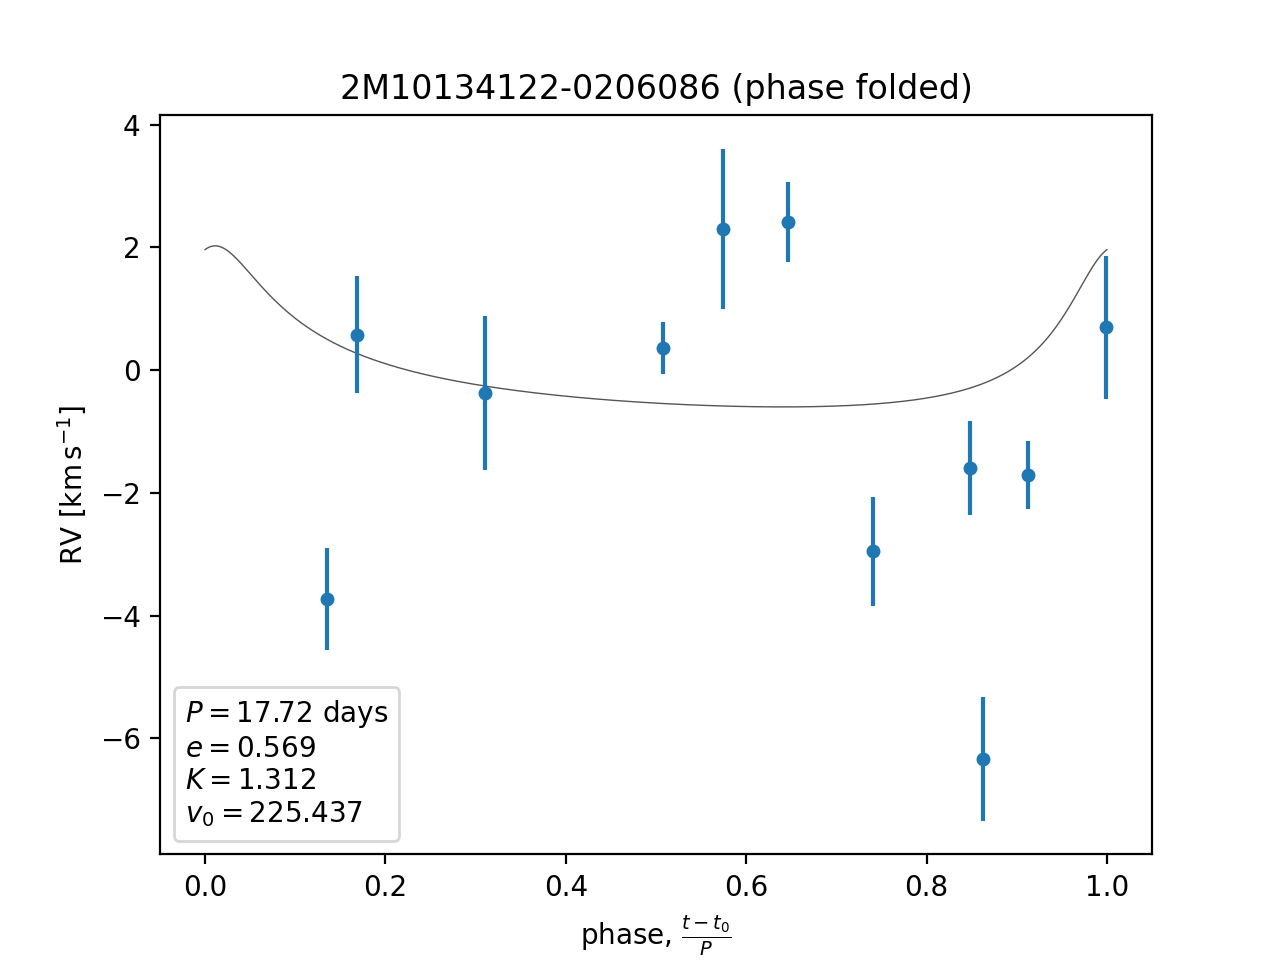 2M10134122-0206086 (phase folded)
4
2
0
−2
−4
−6
RV [km s⁻¹]
P = 17.72 days
e = 0.569
K = 1.312
v₀ = 225.437
0.0 0.2 0.4 0.6 0.8 1.0
phase, (t − t₀)/P